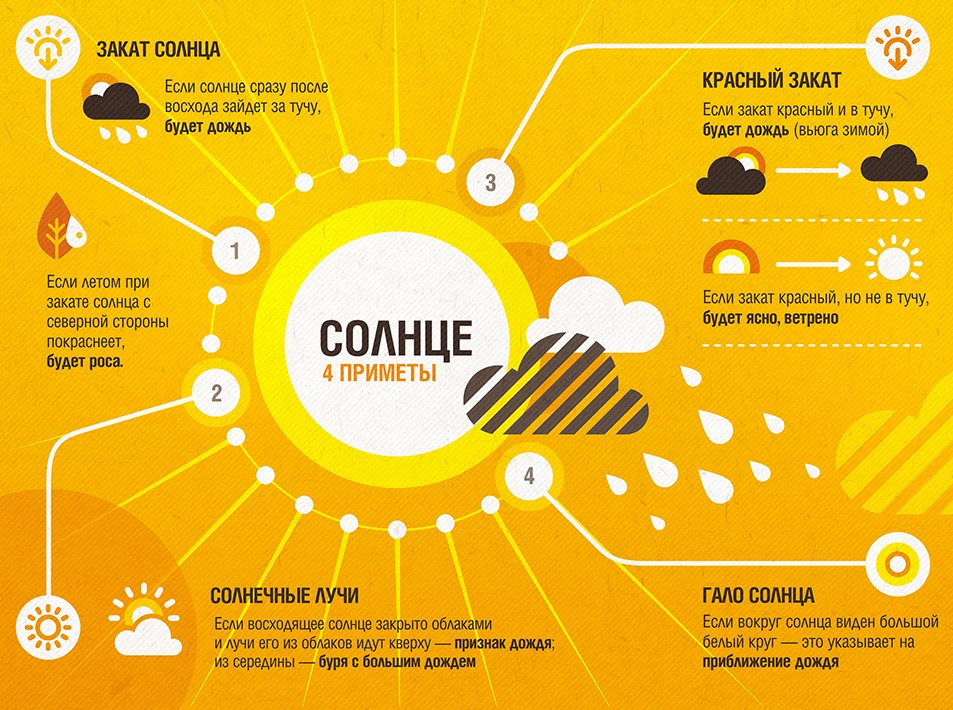 ЗАКАТ СОЛНЦА
Если солнце сразу после
восхода зайдет за тучу,
будет дождь
Если летом при
закате солнца с
северной стороны
покраснеет,
будет роса.
1
2
3
4
СОЛНЦЕ
4 ПРИМЕТЫ
КРАСНЫЙ ЗАКАТ
Если закат красный и в тучу,
будет дождь (вьюга зимой)
Если закат красный, но не в тучу,
будет ясно, ветрено
СОЛНЕЧНЫЕ ЛУЧИ
Если восходящее солнце закрыто облаками
и лучи его из облаков идут кверху — признак дождя;
из середины — буря с большим дождем
ГАЛО СОЛНЦА
Если вокруг солнца виден большой
белый круг — это указывает на
приближение дождя